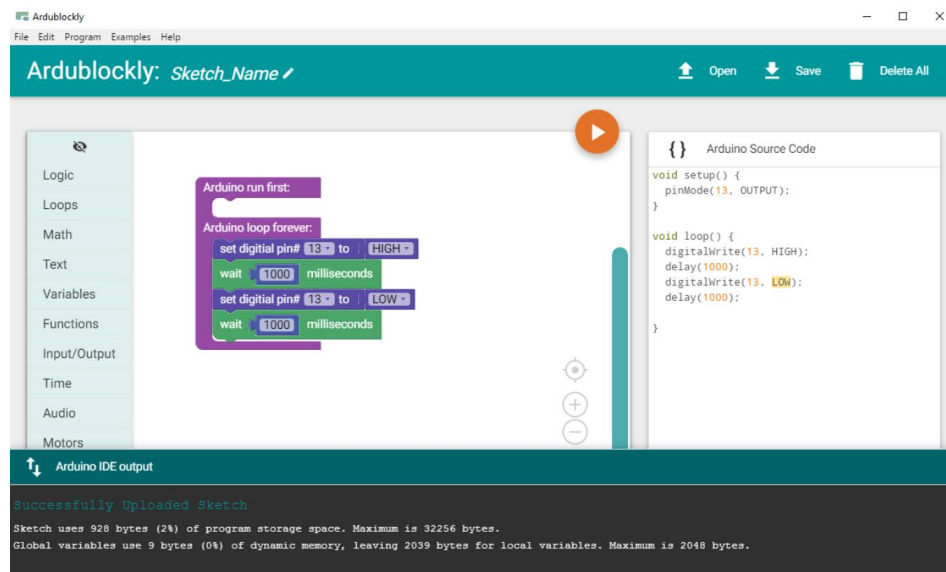 Ardublockly
File Edit Program Examples Help
Ardublockly: Sketch_Name
Open Save Delete All
Logic
Loops
Math
Text
Variables
Functions
Input/Output
Time
Audio
Motors
Arduino run first:
Arduino loop forever:
set digitial pin# 13 to HIGH
wait 1000 milliseconds
set digitial pin# 13 to LOW
wait 1000 milliseconds
{} Arduino Source Code
void setup() {
pinMode(13, OUTPUT);
}
void loop() {
digitalWrite(13, HIGH);
delay(1000);
digitalWrite(13, LOW);
delay(1000);
}
Arduino IDE output
Successfully Uploaded Sketch
Sketch uses 928 bytes (2%) of program storage space. Maximum is 32256 bytes.
Global variables use 9 bytes (0%) of dynamic memory, leaving 2039 bytes for local variables. Maximum is 2048 bytes.